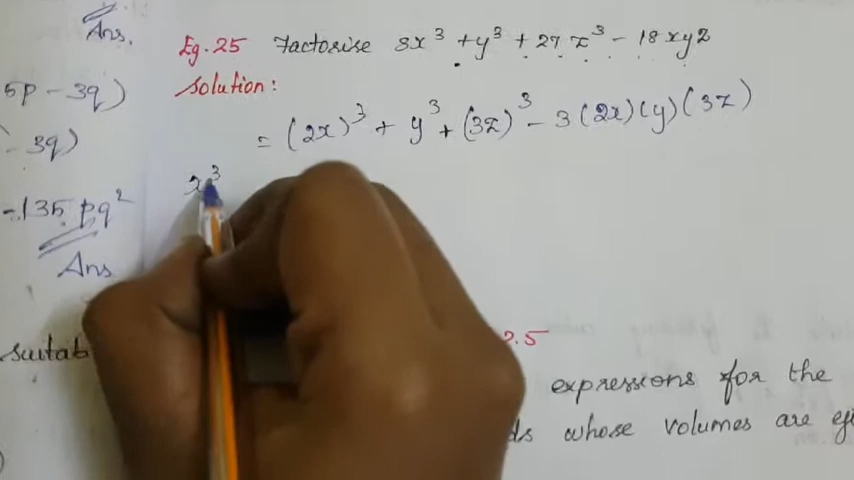 Ans.
5p - 3q)
- 3q)
-135 pq²
Ans
suitab
Eg. 25 Factorise 8x³ + y³ + 27z³ - 18xyz
Solution:
= (2x)³ + y³ + (3z)³ - 3(2x)(y)(3z)
x³
2.5
expressions for the
ds whose volumes are